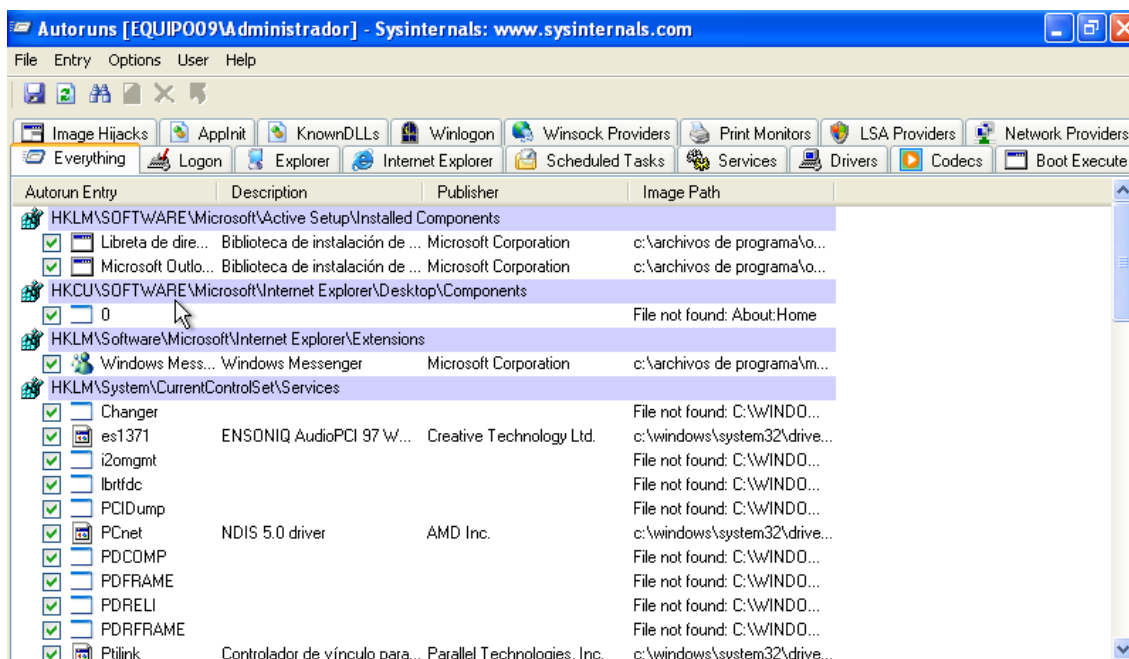 Autoruns [EQUIPO09\Administrador] - Sysinternals: www.sysinternals.com
File Entry Options User Help
Image Hijacks AppInit KnownDLLs Winlogon Winsock Providers Print Monitors LSA Providers Network Providers
Everything Logon Explorer Internet Explorer Scheduled Tasks Services Drivers Codecs Boot Execute
Autorun Entry Description Publisher Image Path
HKLM\SOFTWARE\Microsoft\Active Setup\Installed Components
Libreta de dire... Biblioteca de instalación de ... Microsoft Corporation c:\archivos de programa\o...
Microsoft Outlo... Biblioteca de instalación de ... Microsoft Corporation c:\archivos de programa\o...
HKCU\SOFTWARE\Microsoft\Internet Explorer\Desktop\Components
0 File not found: About:Home
HKLM\Software\Microsoft\Internet Explorer\Extensions
Windows Mess... Windows Messenger Microsoft Corporation c:\archivos de programa\m...
HKLM\System\CurrentControlSet\Services
Changer File not found: C:\WINDO...
es1371 ENSONIQ AudioPCI 97 W... Creative Technology Ltd. c:\windows\system32\drive...
i2omgmt File not found: C:\WINDO...
lbrtfdc File not found: C:\WINDO...
PCIDump File not found: C:\WINDO...
PCnet NDIS 5.0 driver AMD Inc. c:\windows\system32\drive...
PDCOMP File not found: C:\WINDO...
PDFRAME File not found: C:\WINDO...
PDRELI File not found: C:\WINDO...
PDRFRAME File not found: C:\WINDO...
Ptilink Controlador de vínculo para... Parallel Technologies, Inc. c:\windows\system32\drive...